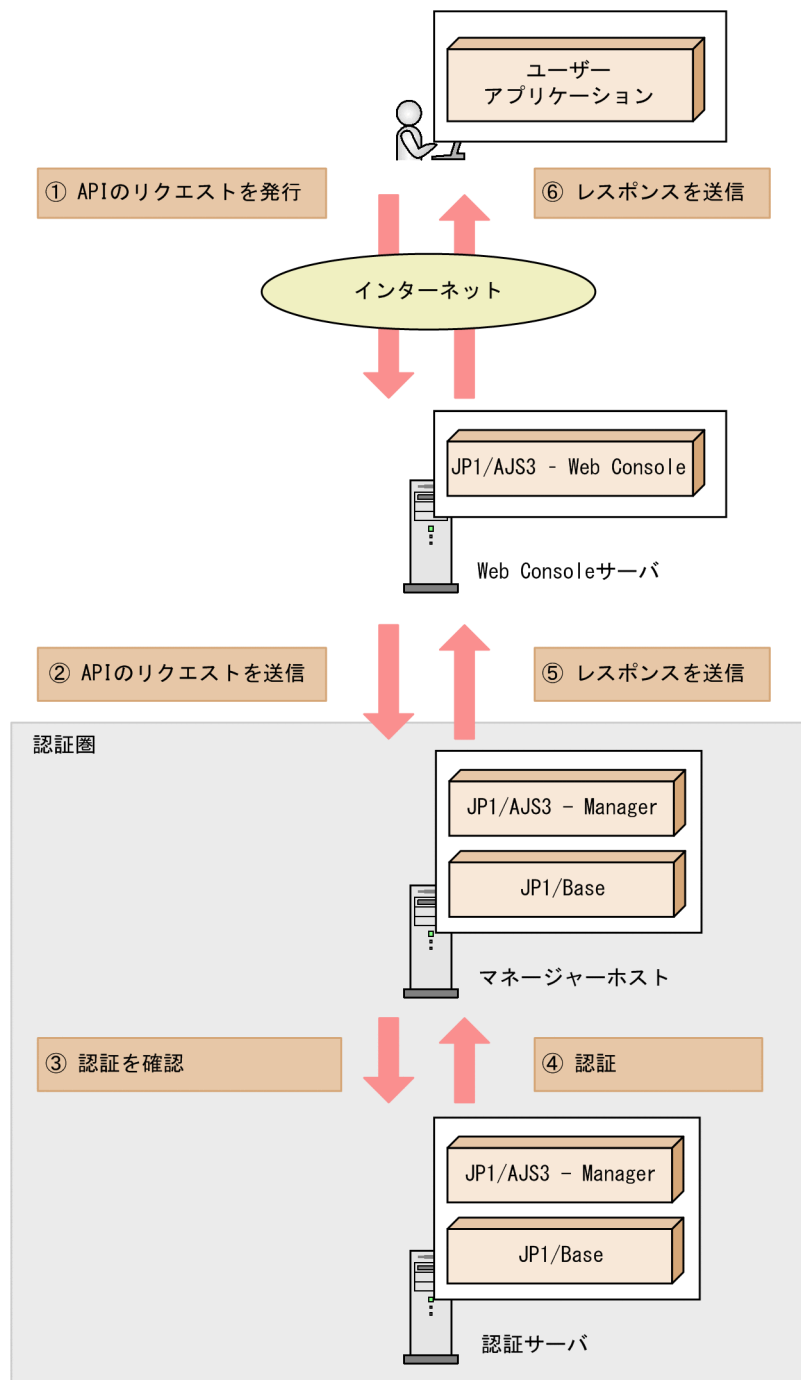 ユーザー
アプリケーション
① APIのリクエストを発行
⑥ レスポンスを送信
インターネット
JP1/AJS3 - Web Console
Web Consoleサーバ
② APIのリクエストを送信
⑤ レスポンスを送信
認証圏
JP1/AJS3 - Manager
JP1/Base
マネージャーホスト
③ 認証を確認
④ 認証
JP1/AJS3 - Manager
JP1/Base
認証サーバ